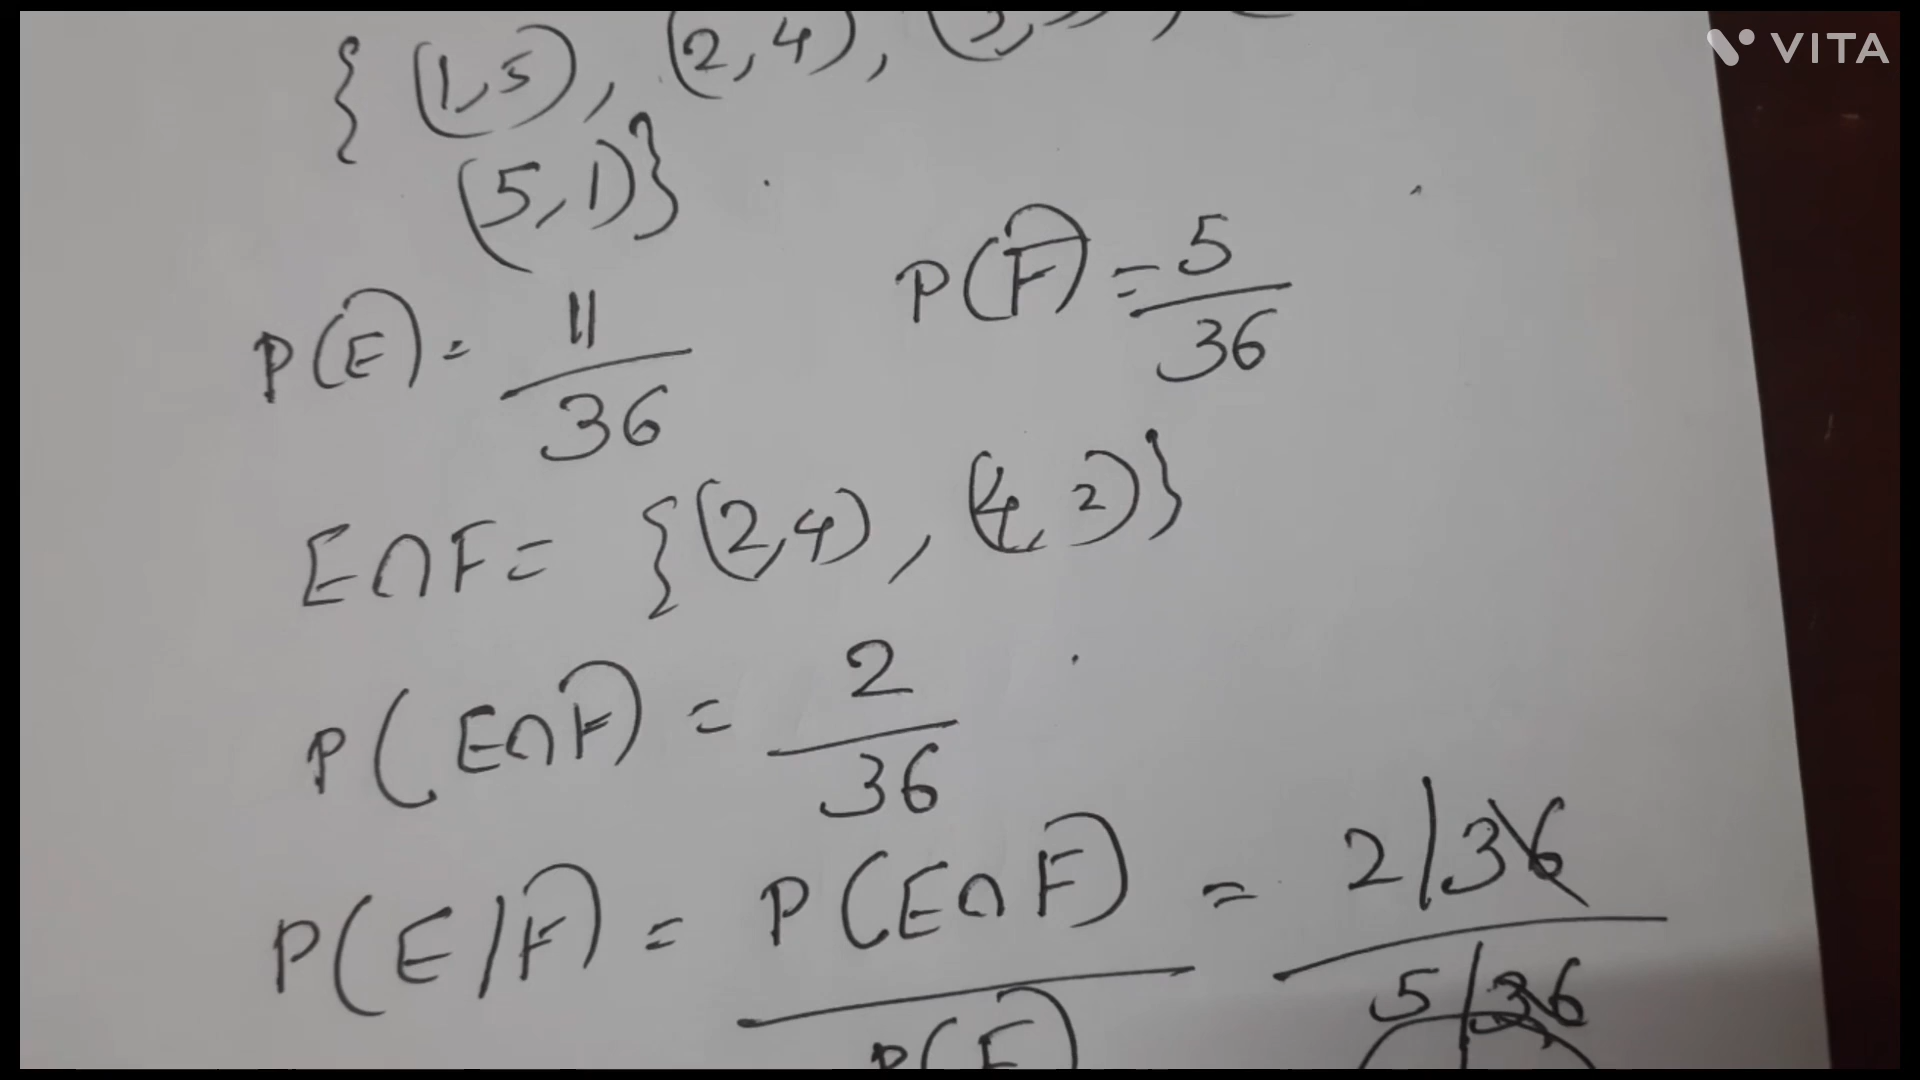 { (1,5), (2,4), (3,
(5,1)}
P(E) = 11/36 P(F) = 5/36
E∩F = {(2,4), (4,2)}
P(E∩F) = 2/36
P(E/F) = P(E∩F)/P(F) = 2/36 / 5/36
VITA